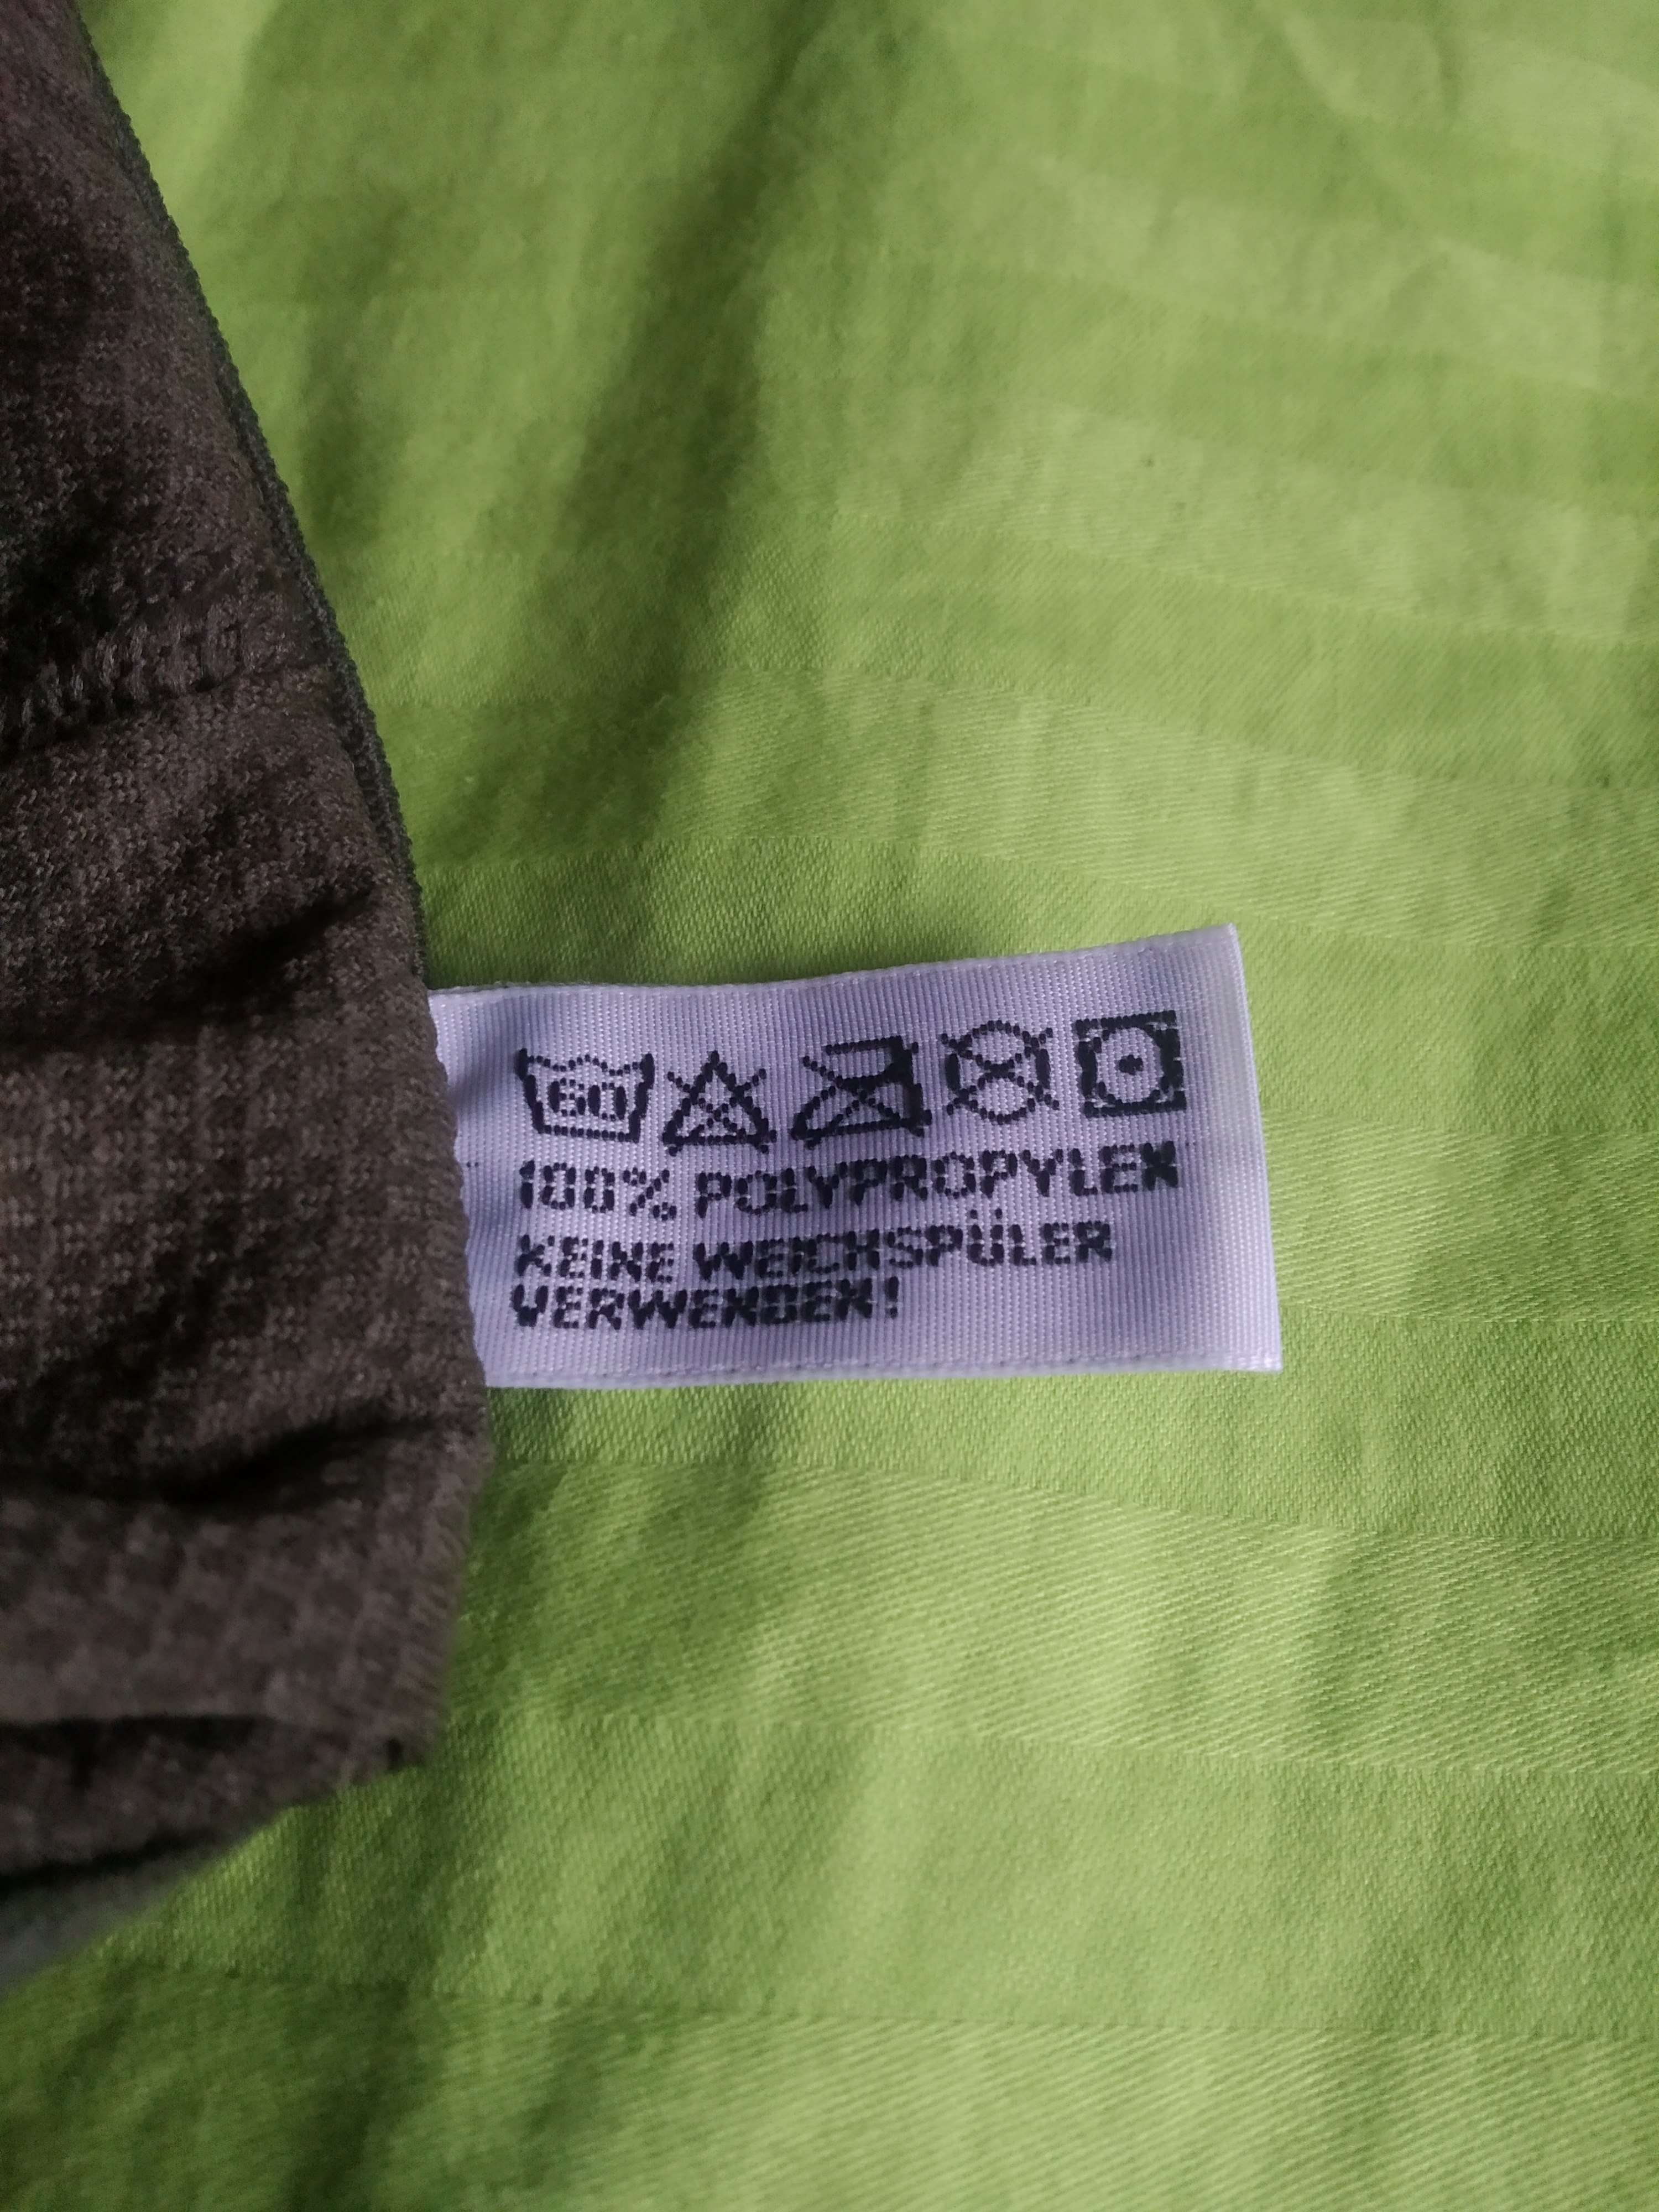 60
100% POLYPROPYLEN
KEINE WEICHSPÜLER
VERWENDEN!